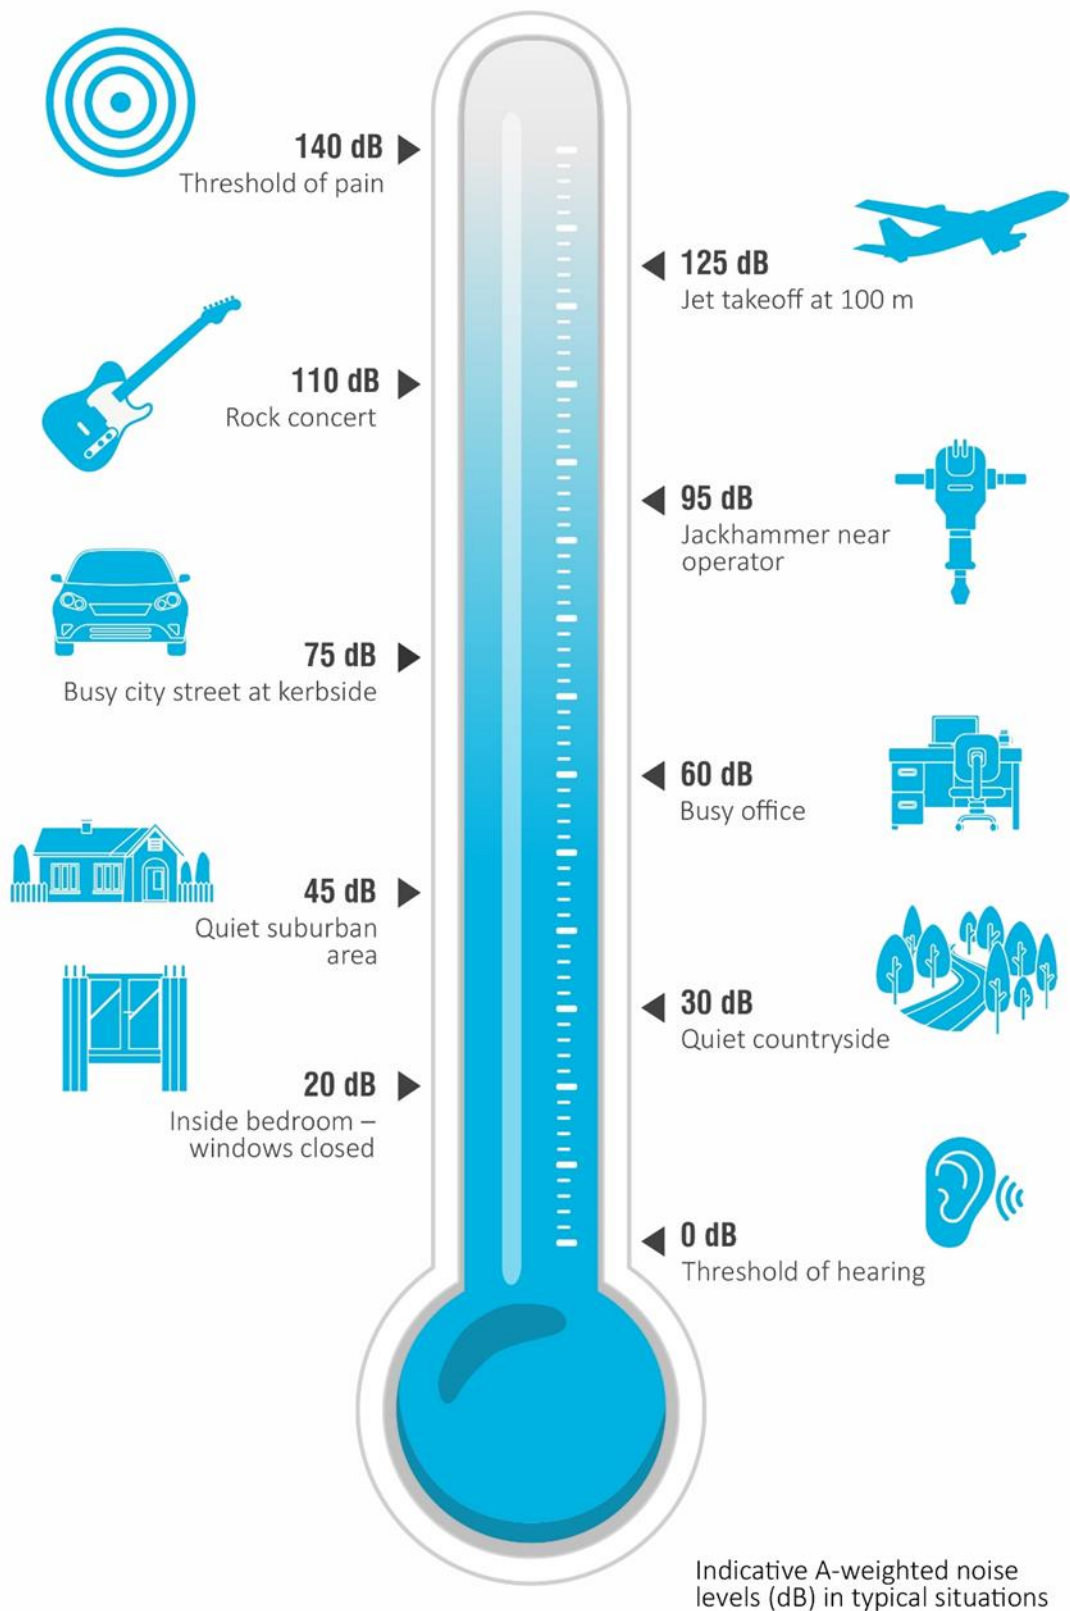 140 dB
Threshold of pain
125 dB
Jet takeoff at 100 m
110 dB
Rock concert
95 dB
Jackhammer near
operator
75 dB
Busy city street at kerbside
60 dB
Busy office
45 dB
Quiet suburban
area
30 dB
Quiet countryside
20 dB
Inside bedroom –
windows closed
0 dB
Threshold of hearing
Indicative A-weighted noise
levels (dB) in typical situations